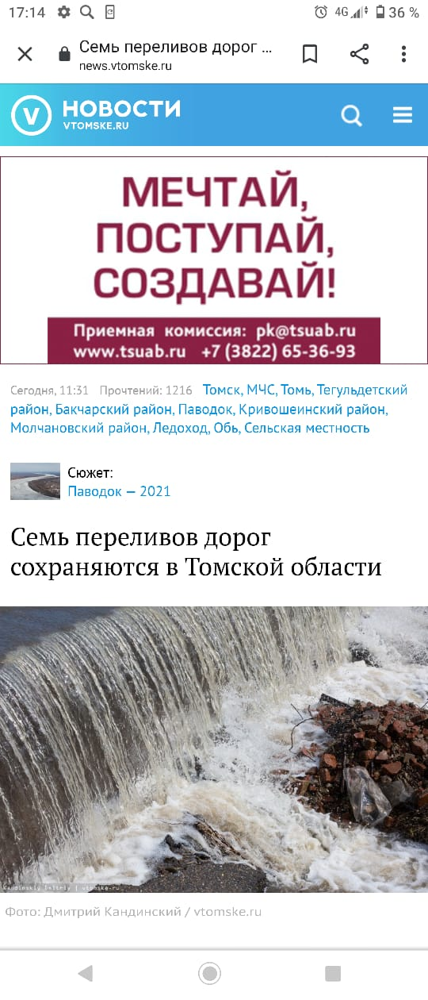 17:14 4G 36 %
Семь переливов дорог ...
news.vtomske.ru
V НОВОСТИ
VTOMSKE.RU
МЕЧТАЙ,
ПОСТУПАЙ,
СОЗДАВАЙ!
Приемная комиссия: pk@tsuab.ru
www.tsuab.ru +7 (3822) 65-36-93
Сегодня, 11:31 Прочтений: 1216 Томск, МЧС, Томь, Тегульдетский
район, Бакчарский район, Паводок, Кривошеинский район,
Молчановский район, Ледоход, Обь, Сельская местность
Сюжет:
Паводок — 2021
Семь переливов дорог
сохраняются в Томской области
Kandinskiy Dmitriy | vtomske.ru
Фото: Дмитрий Кандинский / vtomske.ru